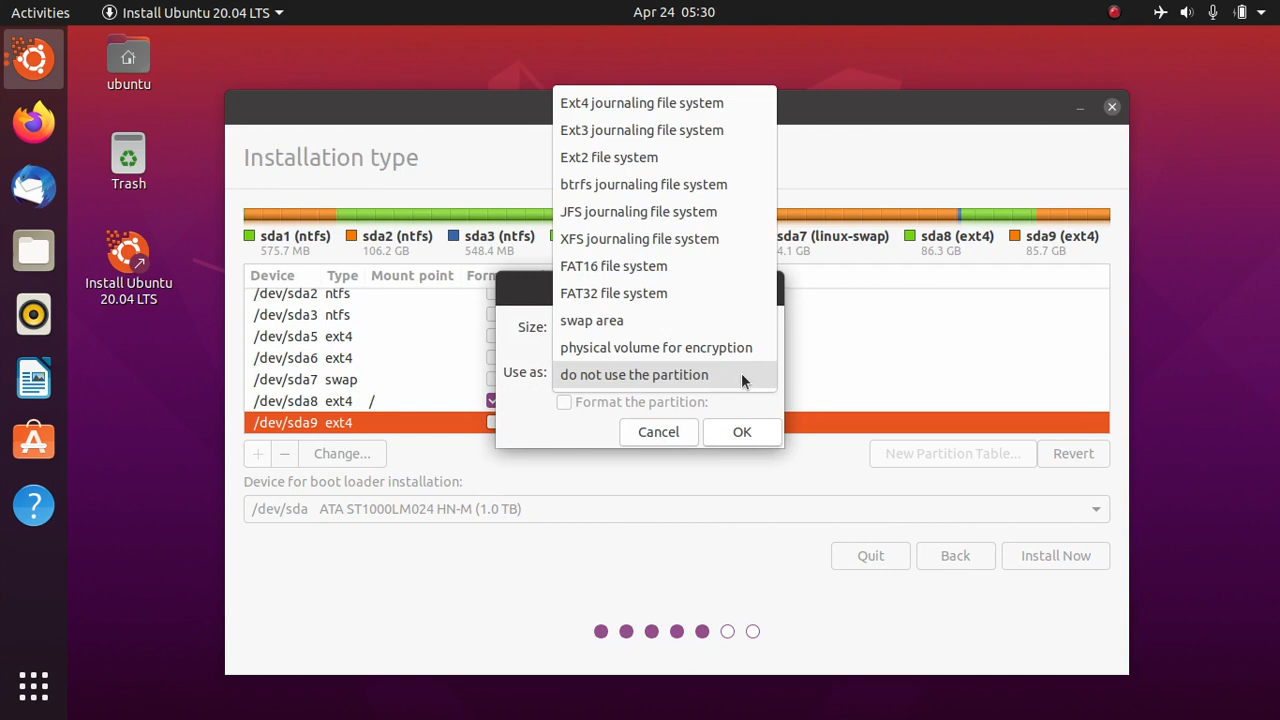 Activities
Install Ubuntu 20.04 LTS
Apr 24 05:30
ubuntu
Trash
Install Ubuntu
20.04 LTS
Installation type
Ext4 journaling file system
Ext3 journaling file system
Ext2 file system
btrfs journaling file system
JFS journaling file system
XFS journaling file system
FAT16 file system
FAT32 file system
swap area
physical volume for encryption
do not use the partition
sda1 (ntfs) sda2 (ntfs) sda3 (ntfs) sda7 (linux-swap) sda8 (ext4) sda9 (ext4)
575.7 MB 106.2 GB 548.4 MB 4.1 GB 86.3 GB 85.7 GB
Device Type Mount point Form
/dev/sda2 ntfs
/dev/sda3 ntfs
/dev/sda5 ext4
/dev/sda6 ext4
/dev/sda7 swap
/dev/sda8 ext4 /
/dev/sda9 ext4
Size:
Use as:
Format the partition:
Cancel OK
+ − Change... New Partition Table... Revert
Device for boot loader installation:
/dev/sda ATA ST1000LM024 HN-M (1.0 TB)
Quit Back Install Now